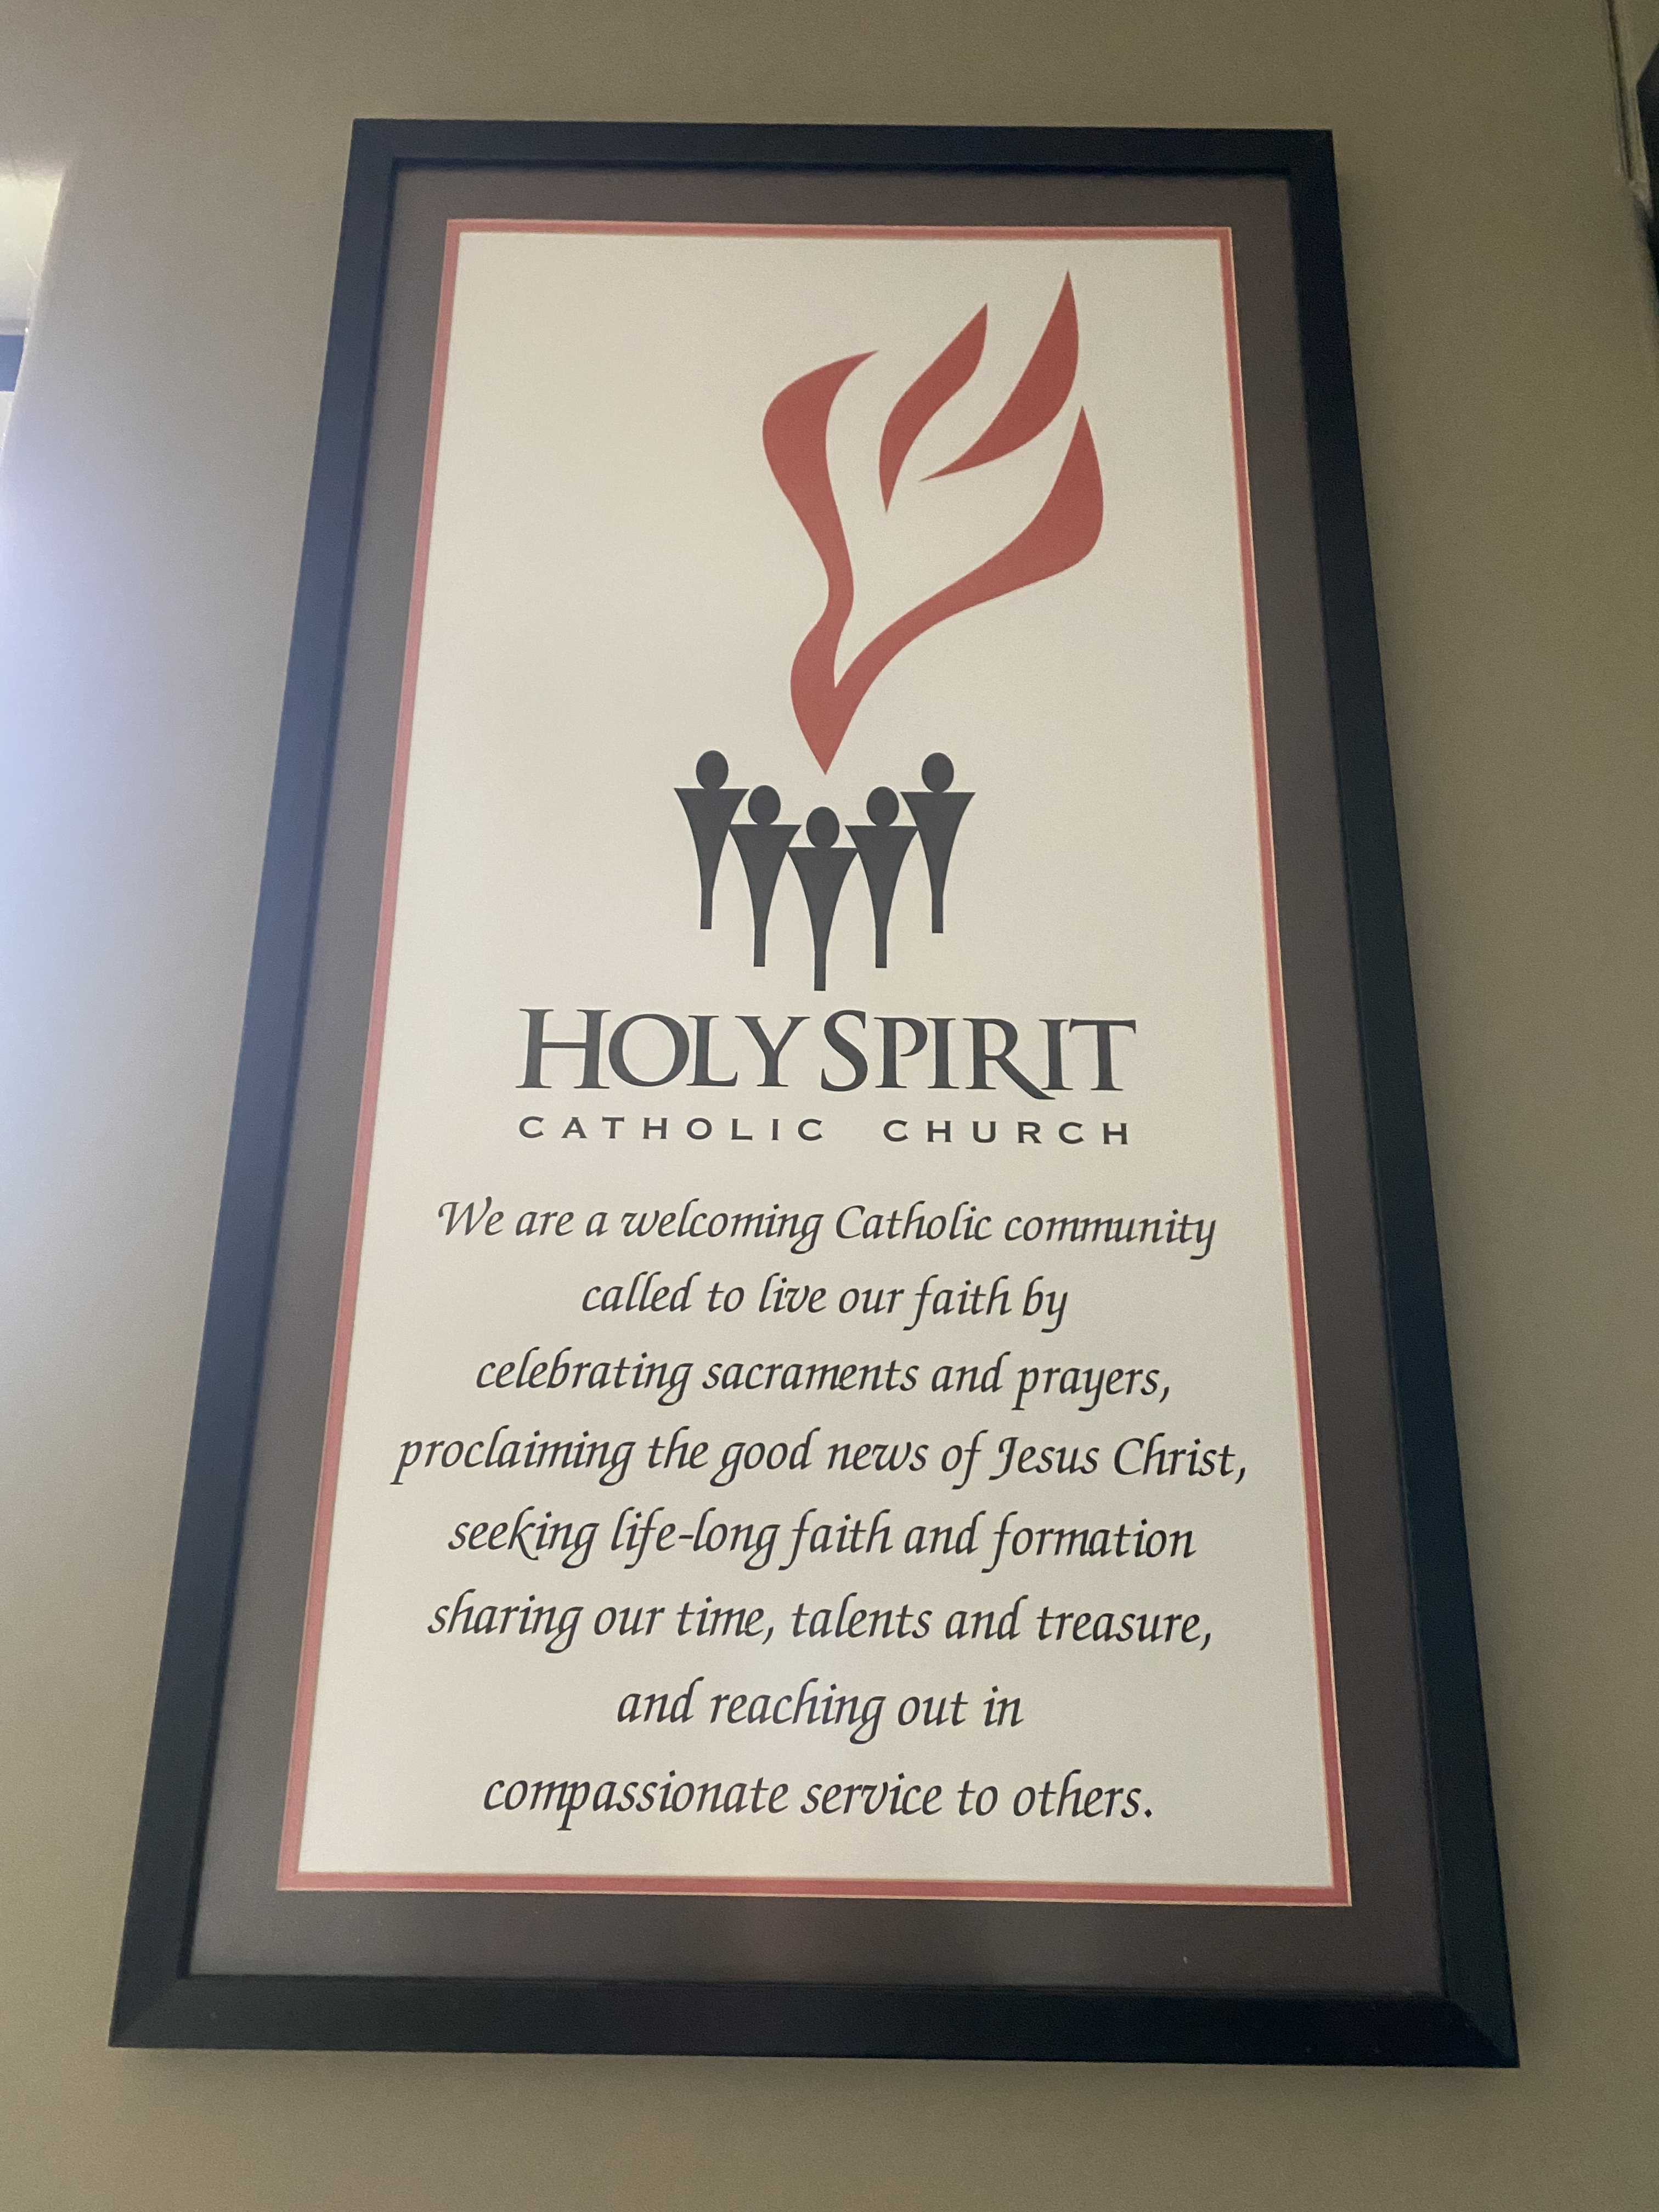 HOLY SPIRIT
CATHOLIC CHURCH
We are a welcoming Catholic community
called to live our faith by
celebrating sacraments and prayers,
proclaiming the good news of Jesus Christ,
seeking life-long faith and formation
sharing our time, talents and treasure,
and reaching out in
compassionate service to others.